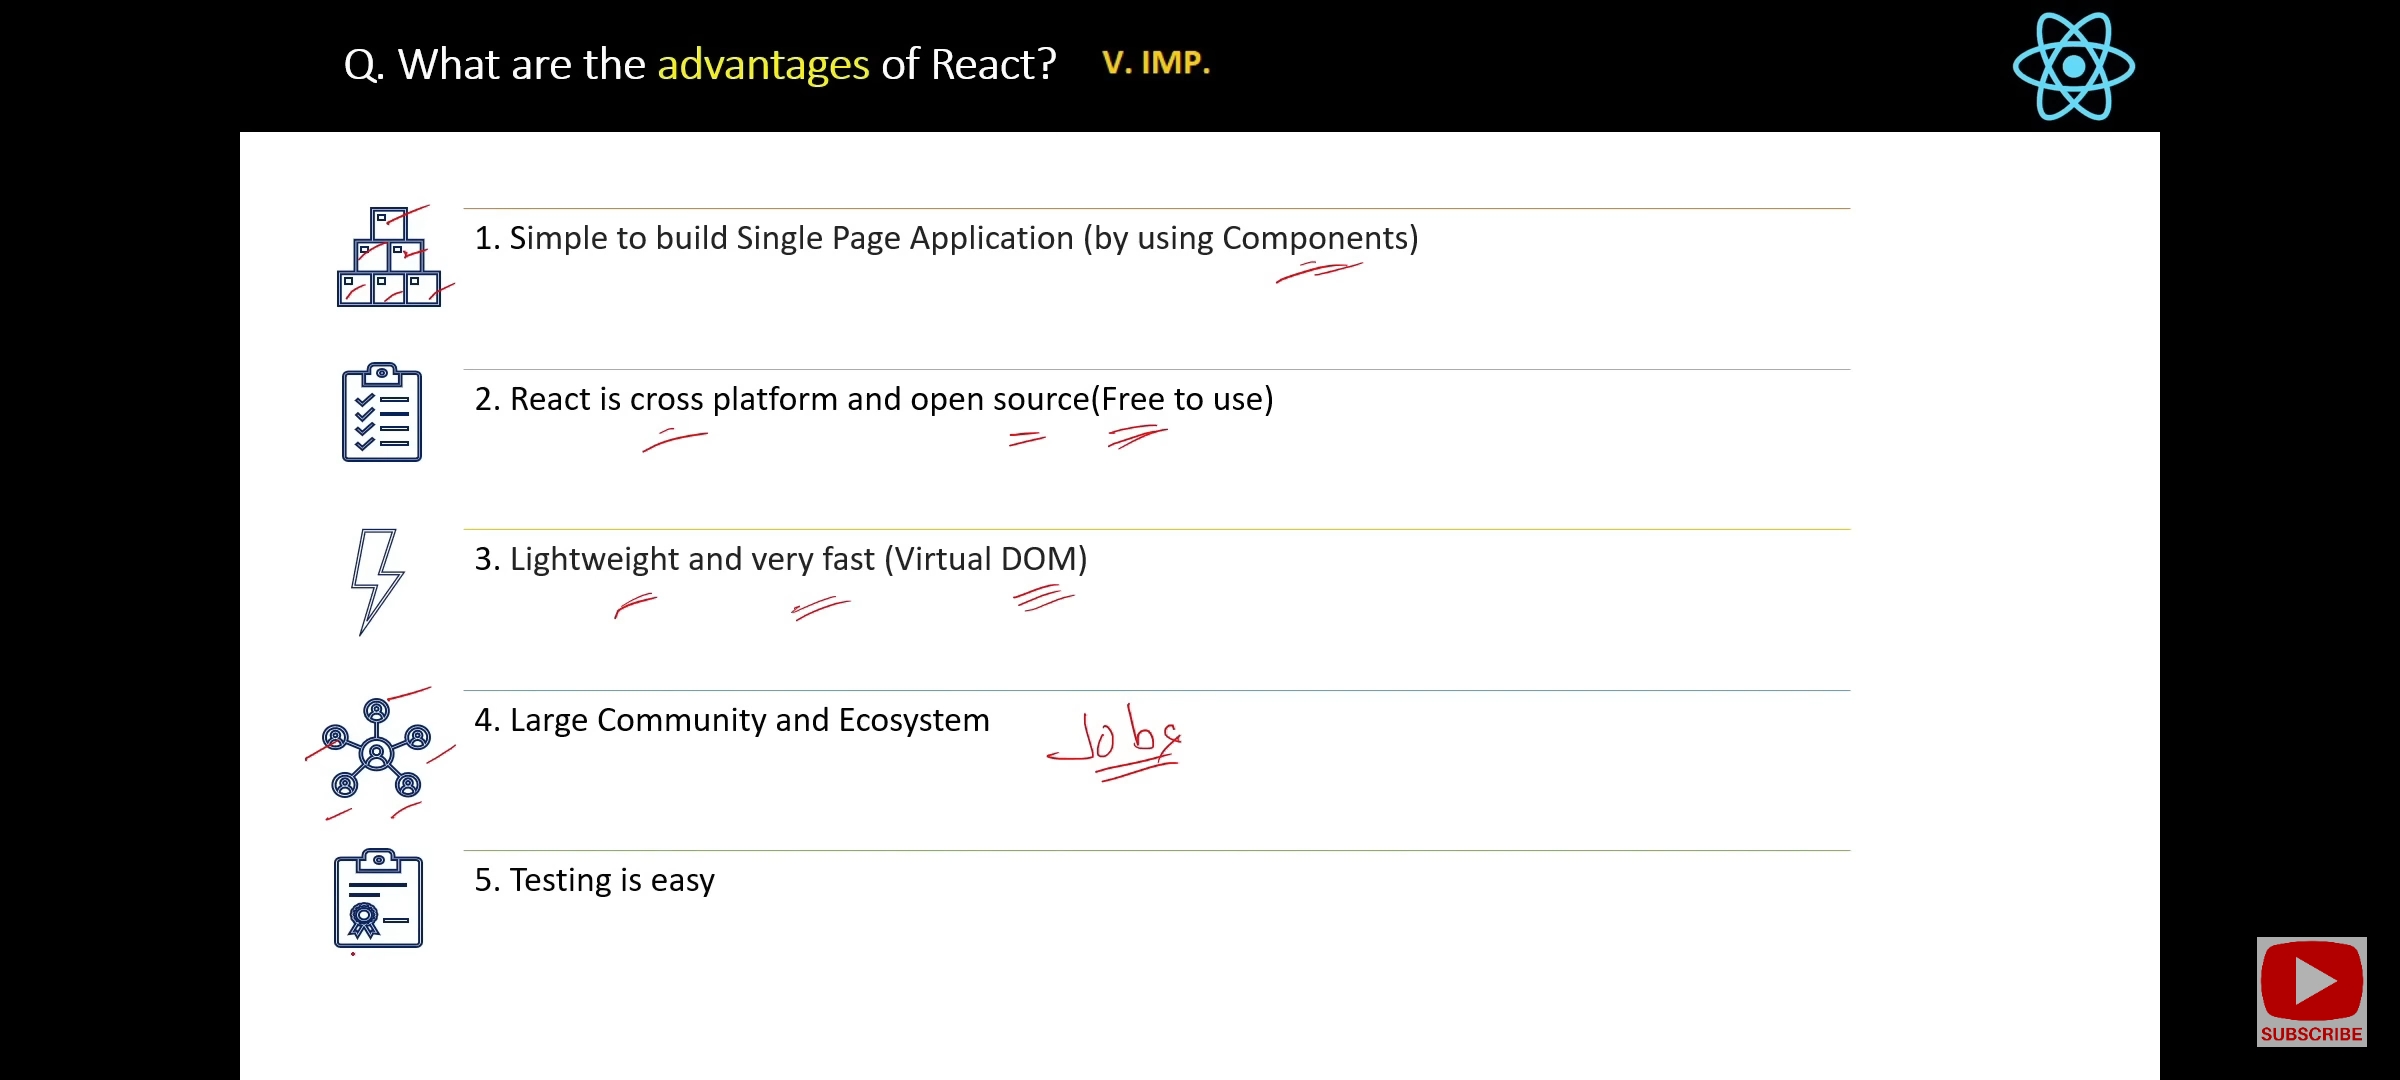 Q. What are the advantages of React? V. IMP.
1. Simple to build Single Page Application (by using Components)
2. React is cross platform and open source(Free to use)
3. Lightweight and very fast (Virtual DOM)
4. Large Community and Ecosystem Jobs
5. Testing is easy
SUBSCRIBE